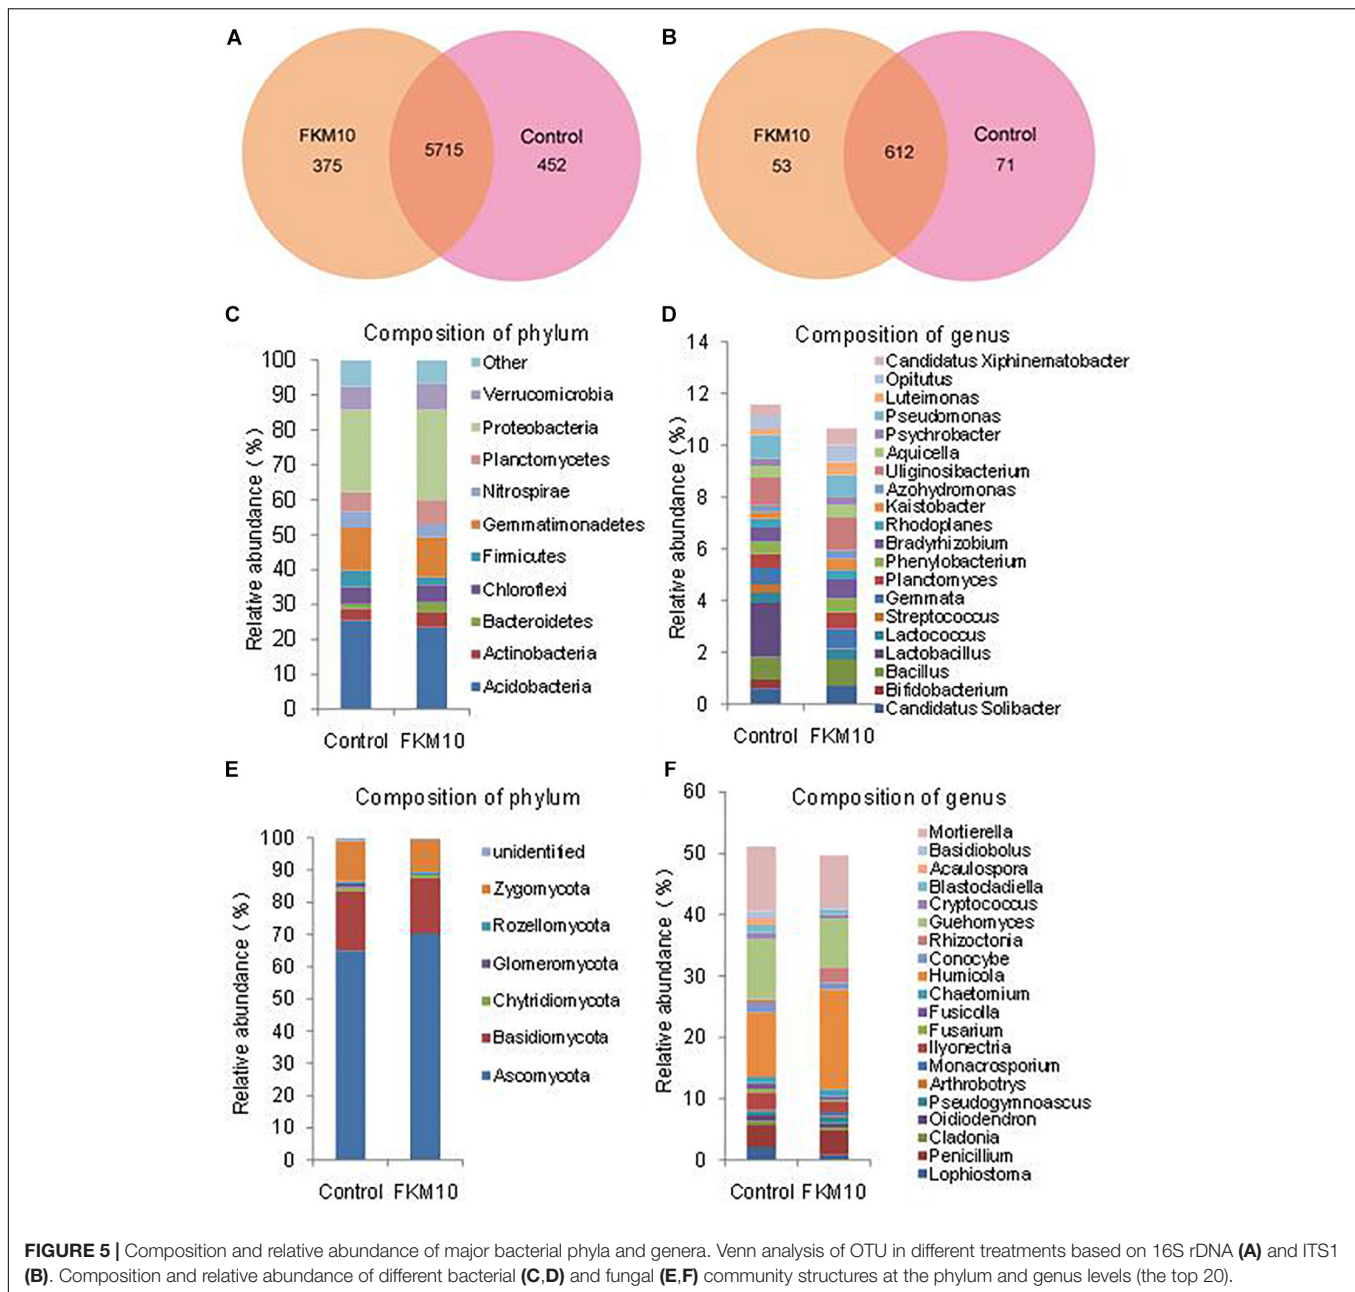 A
FKM10
375
5715
Control
452
B
FKM10
53
612
Control
71
C
Composition of phylum
Relative abundance (%)
100
90
80
70
60
50
40
30
20
10
0
Control FKM10
Other
Verrucomicrobia
Proteobacteria
Planctomycetes
Nitrospirae
Gemmatimonadetes
Firmicutes
Chloroflexi
Bacteroidetes
Actinobacteria
Acidobacteria
D
Composition of genus
Relative abundance (%)
14
12
10
8
6
4
2
0
Control FKM10
Candidatus Xiphinematobacter
Opitutus
Luteimonas
Pseudomonas
Psychrobacter
Aquicella
Uliginosibacterium
Azohydromonas
Kaistobacter
Rhodoplanes
Bradyrhizobium
Phenylobacterium
Planctomyces
Gemmata
Streptococcus
Lactococcus
Lactobacillus
Bacillus
Bifidobacterium
Candidatus Solibacter
E
Composition of phylum
Relative abundance (%)
100
90
80
70
60
50
40
30
20
10
0
Control FKM10
unidentified
Zygomycota
Rozellomycota
Glomeromycota
Chytridiomycota
Basidiomycota
Ascomycota
F
Composition of genus
Relative abundance (%)
60
50
40
30
20
10
0
Control FKM10
Mortierella
Basidiobolus
Acaulospora
Blastocladiella
Cryptococcus
Guehomyces
Rhizoctonia
Conocybe
Humicola
Chaetomium
Fusicolla
Fusarium
Ilyonectria
Monacrosporium
Arthrobotrys
Pseudogymnoascus
Oidiodendron
Cladonia
Penicillium
Lophiostoma
FIGURE 5 | Composition and relative abundance of major bacterial phyla and genera. Venn analysis of OTU in different treatments based on 16S rDNA (A) and ITS1
(B). Composition and relative abundance of different bacterial (C,D) and fungal (E,F) community structures at the phylum and genus levels (the top 20).